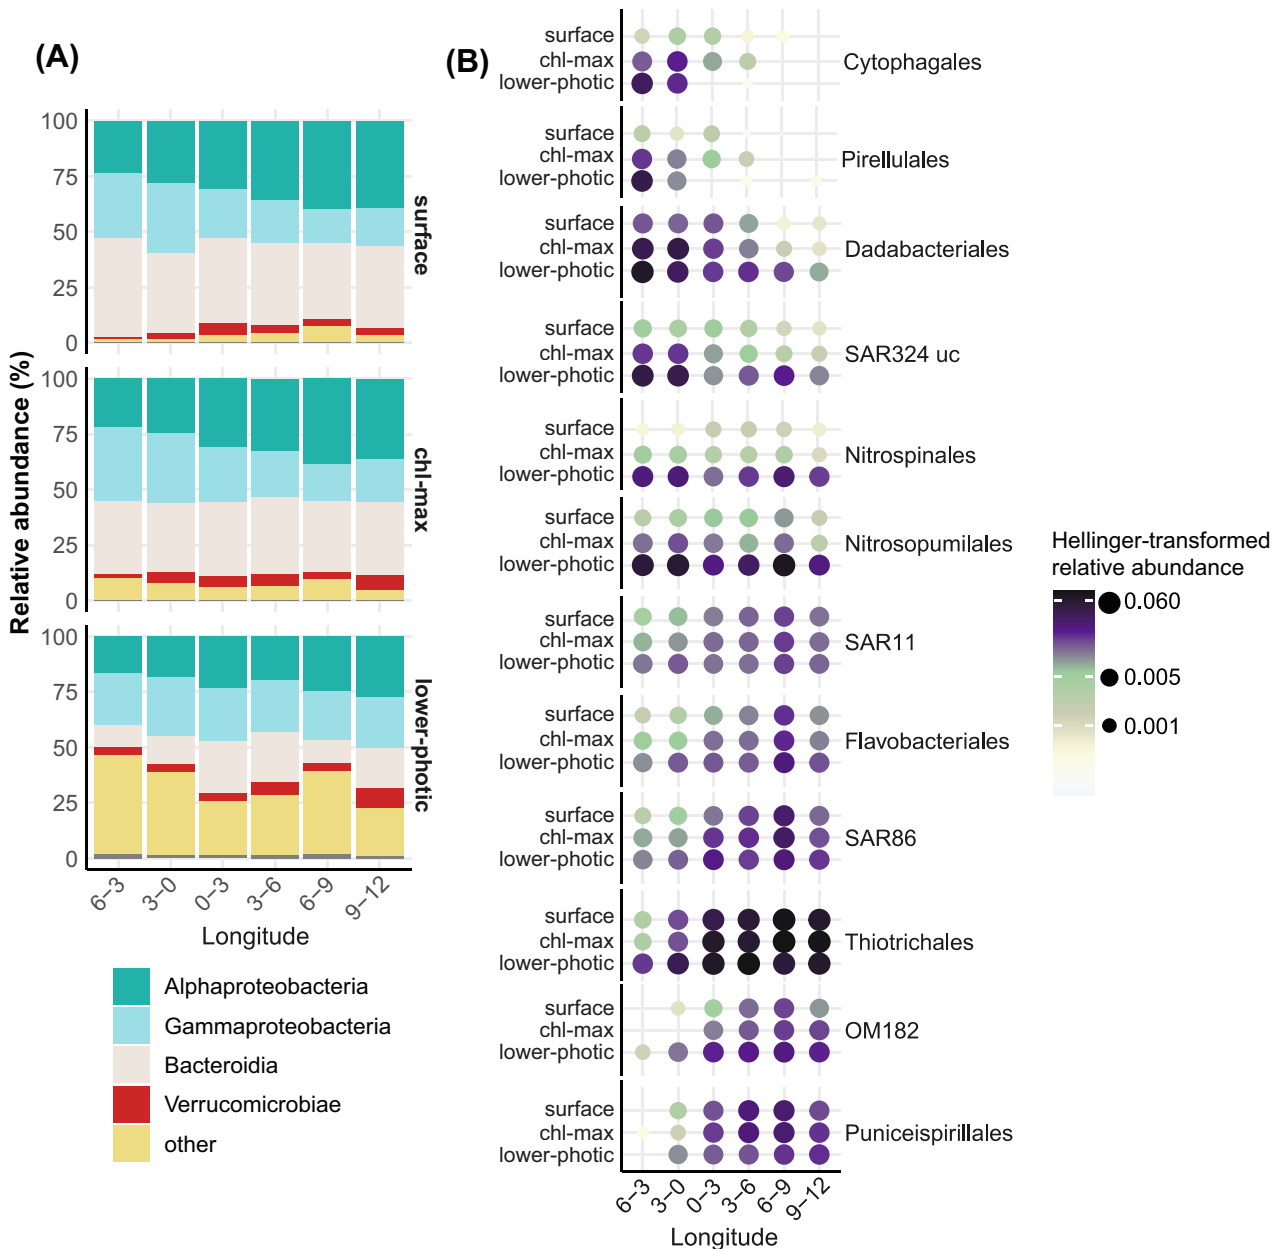 (A)
Relative abundance (%)
100
75
50
25
0
surface
100
75
50
25
0
chl-max
100
75
50
25
0
lower-photic
6−3
3−0
0−3
3−6
6−9
9−12
Longitude
Alphaproteobacteria
Gammaproteobacteria
Bacteroidia
Verrucomicrobiae
other
(B)
surface
chl-max
lower-photic
Cytophagales
surface
chl-max
lower-photic
Pirellulales
surface
chl-max
lower-photic
Dadabacteriales
surface
chl-max
lower-photic
SAR324 uc
surface
chl-max
lower-photic
Nitrospinales
surface
chl-max
lower-photic
Nitrosopumilales
surface
chl-max
lower-photic
SAR11
surface
chl-max
lower-photic
Flavobacteriales
surface
chl-max
lower-photic
SAR86
surface
chl-max
lower-photic
Thiotrichales
surface
chl-max
lower-photic
OM182
surface
chl-max
lower-photic
Puniceispirillales
6−3
3−0
0−3
3−6
6−9
9−12
Longitude
Hellinger-transformed
relative abundance
0.060
0.005
0.001